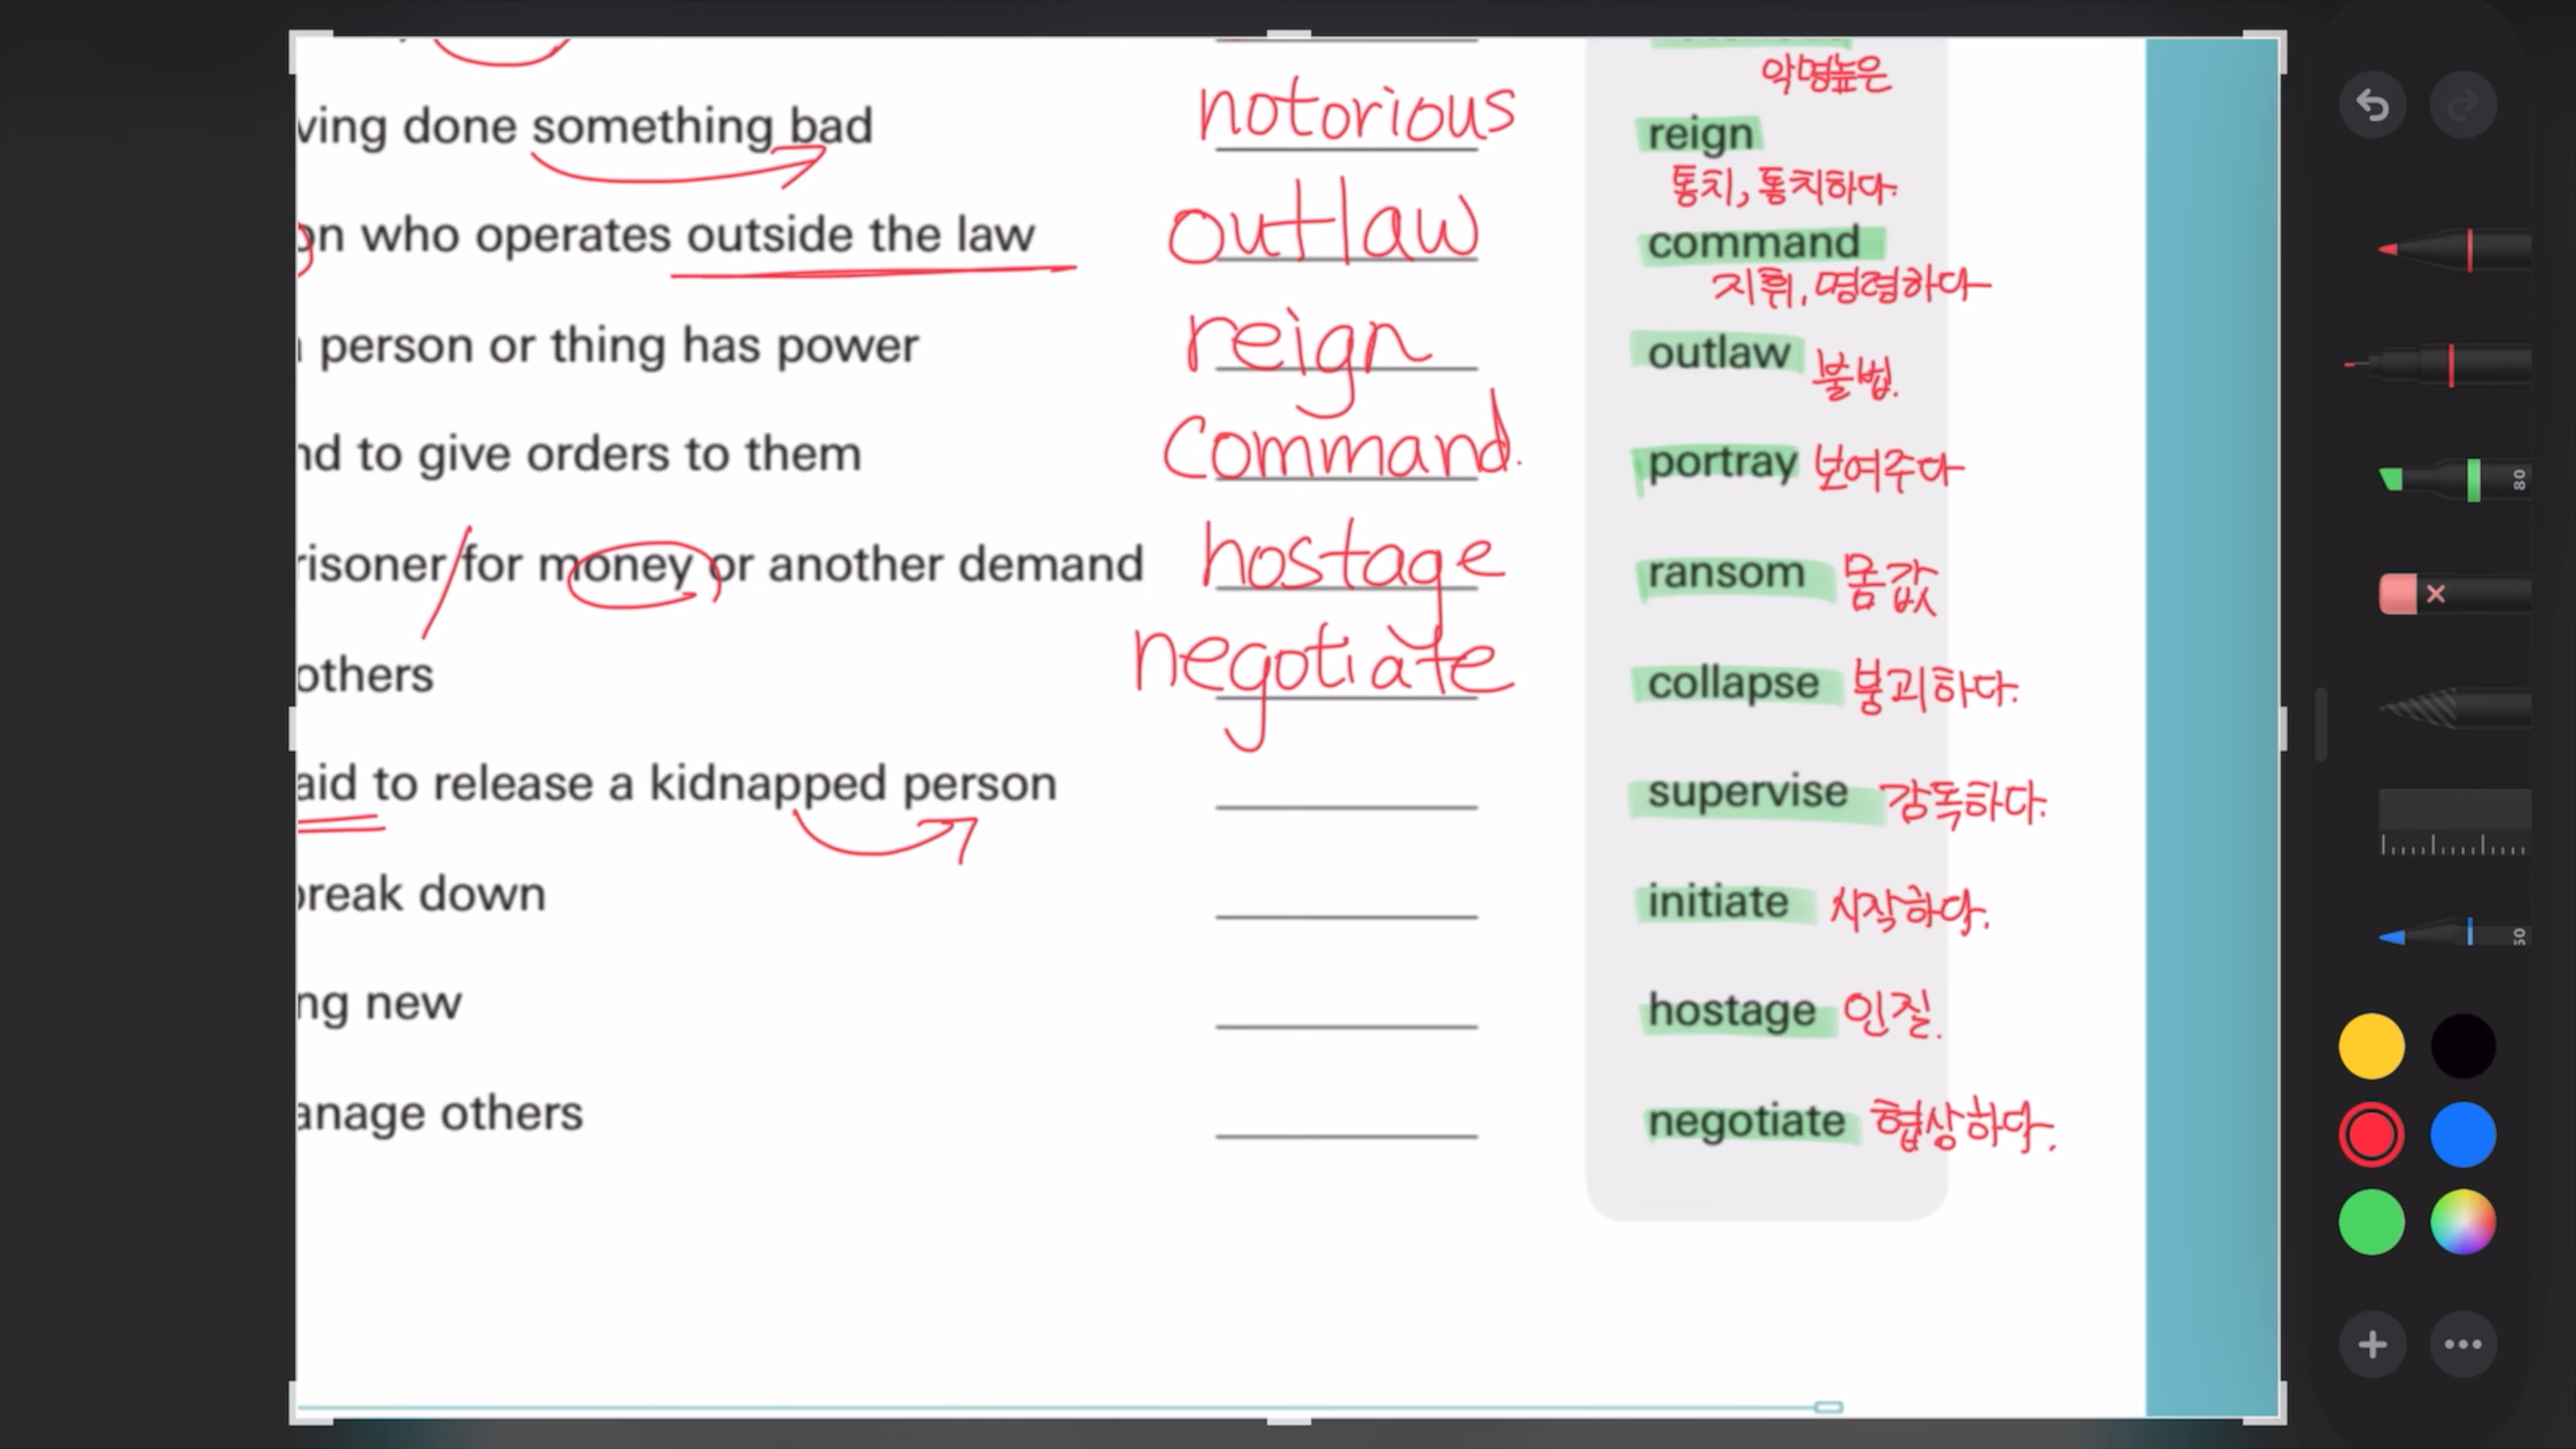 악명높은
ving done something bad notorious reign
통치, 통치하다.
on who operates outside the law outlaw command
지휘, 명령하다
person or thing has power reign outlaw 불법.
nd to give orders to them command. portray 보여주다
risoner for money or another demand hostage ransom 몸값
others negotiate collapse 붕괴하다.
aid to release a kidnapped person supervise 감독하다.
break down initiate 시작하다.
ng new hostage 인질.
anage others negotiate 협상하다.
80
50